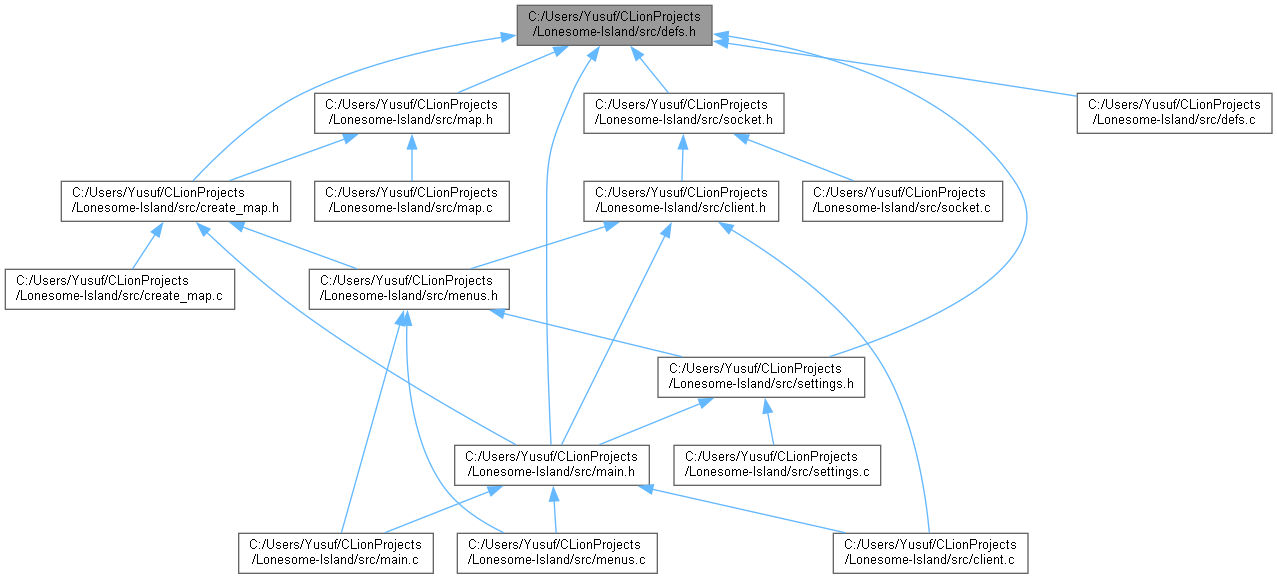 C:/Users/Yusuf/CLionProjects
/Lonesome-Island/src/defs.h
C:/Users/Yusuf/CLionProjects
/Lonesome-Island/src/map.h
C:/Users/Yusuf/CLionProjects
/Lonesome-Island/src/socket.h
C:/Users/Yusuf/CLionProjects
/Lonesome-Island/src/defs.c
C:/Users/Yusuf/CLionProjects
/Lonesome-Island/src/create_map.h
C:/Users/Yusuf/CLionProjects
/Lonesome-Island/src/map.c
C:/Users/Yusuf/CLionProjects
/Lonesome-Island/src/client.h
C:/Users/Yusuf/CLionProjects
/Lonesome-Island/src/socket.c
C:/Users/Yusuf/CLionProjects
/Lonesome-Island/src/create_map.c
C:/Users/Yusuf/CLionProjects
/Lonesome-Island/src/menus.h
C:/Users/Yusuf/CLionProjects
/Lonesome-Island/src/settings.h
C:/Users/Yusuf/CLionProjects
/Lonesome-Island/src/main.h
C:/Users/Yusuf/CLionProjects
/Lonesome-Island/src/settings.c
C:/Users/Yusuf/CLionProjects
/Lonesome-Island/src/main.c
C:/Users/Yusuf/CLionProjects
/Lonesome-Island/src/menus.c
C:/Users/Yusuf/CLionProjects
/Lonesome-Island/src/client.c